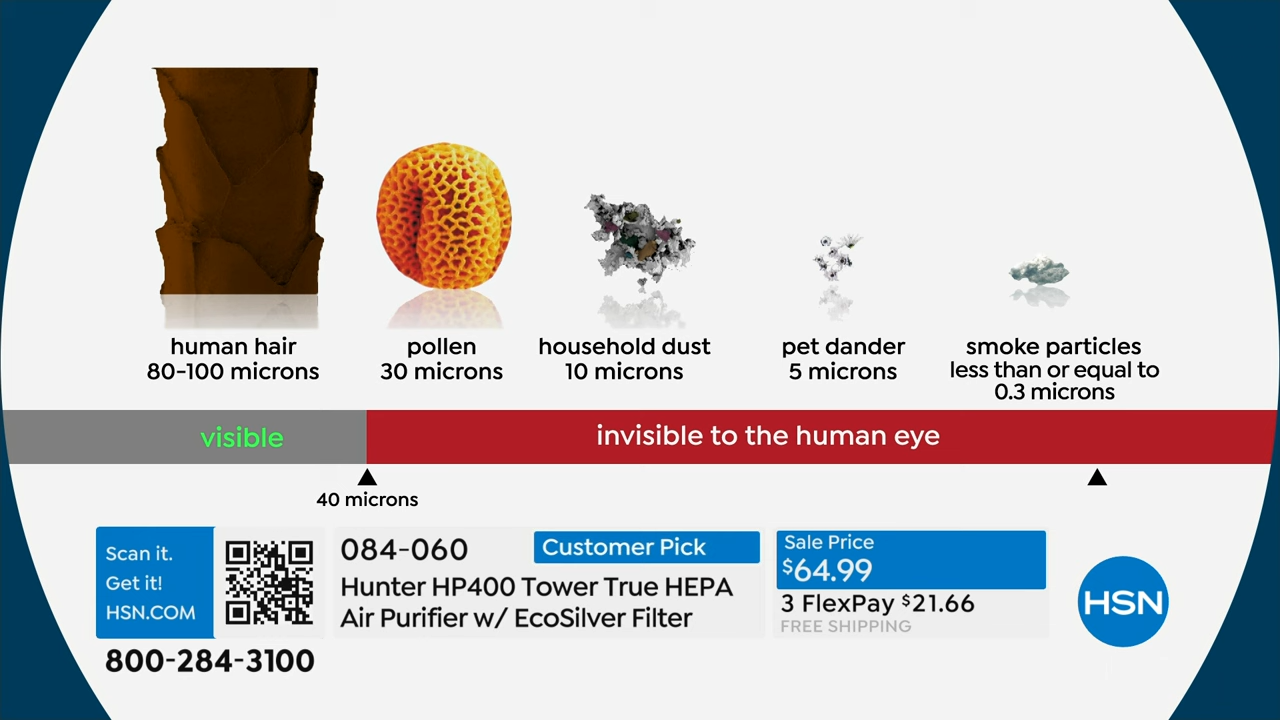 human hair
80-100 microns
pollen
30 microns
household dust
10 microns
pet dander
5 microns
smoke particles
less than or equal to
0.3 microns
visible
invisible to the human eye
40 microns
Scan it.
Get it!
HSN.COM
800-284-3100
084-060
Customer Pick
Hunter HP400 Tower True HEPA
Air Purifier w/ EcoSilver Filter
Sale Price
$64.99
3 FlexPay $21.66
FREE SHIPPING
HSN